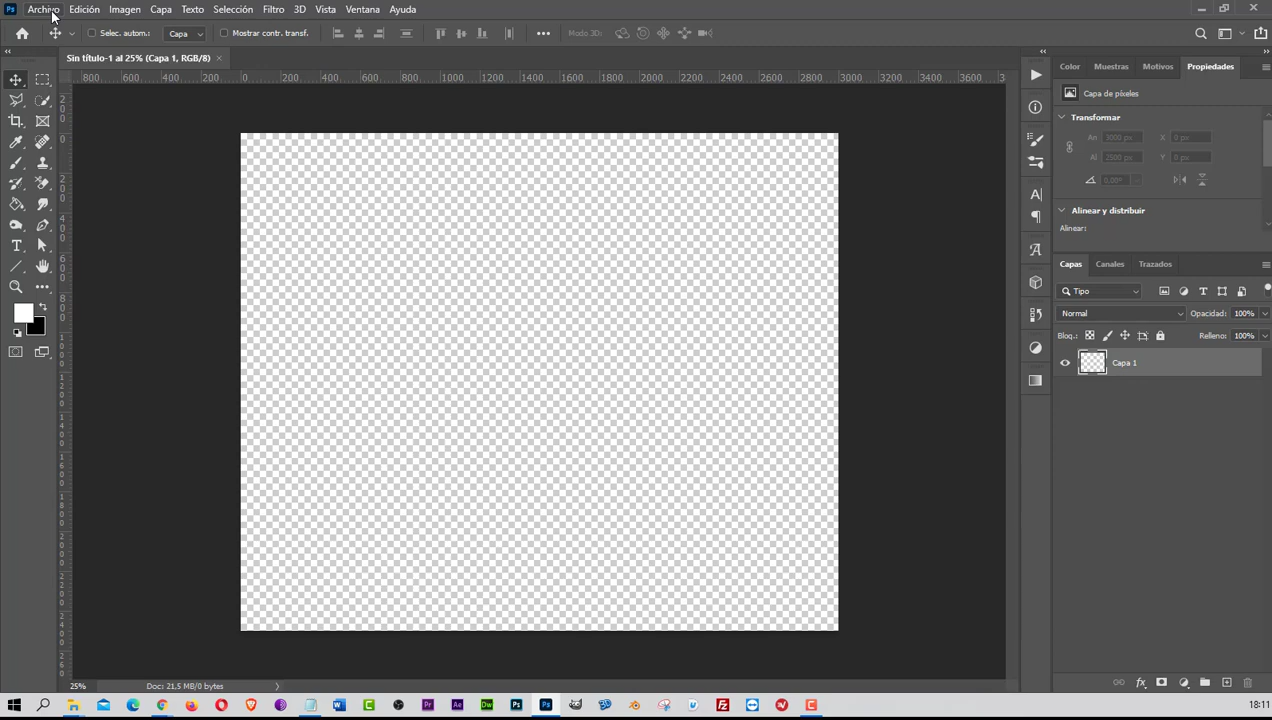 Ps Archivo Edición Imagen Capa Texto Selección Filtro 3D Vista Ventana Ayuda
Selec. autom.: Capa Mostrar contr. transf. Modo 3D:
Sin título-1 al 25% (Capa 1, RGB/8) ×
Color Muestras Motivos Propiedades
800 600 400 200 0 200 400 600 800 1000 1200 1400 1600 1800 2000 2200 2400 2600 2800 3000 3200 3400 3600
Capa de píxeles
Transformar
An 3000 px X 0 px
Al 2500 px Y 0 px
0,00°
Alinear y distribuir
Alinear:
Capas Canales Trazados
Tipo
Normal Opacidad: 100%
Bloq.: Relleno: 100%
Capa 1
25% Doc: 21,5 MB/0 bytes
18:11